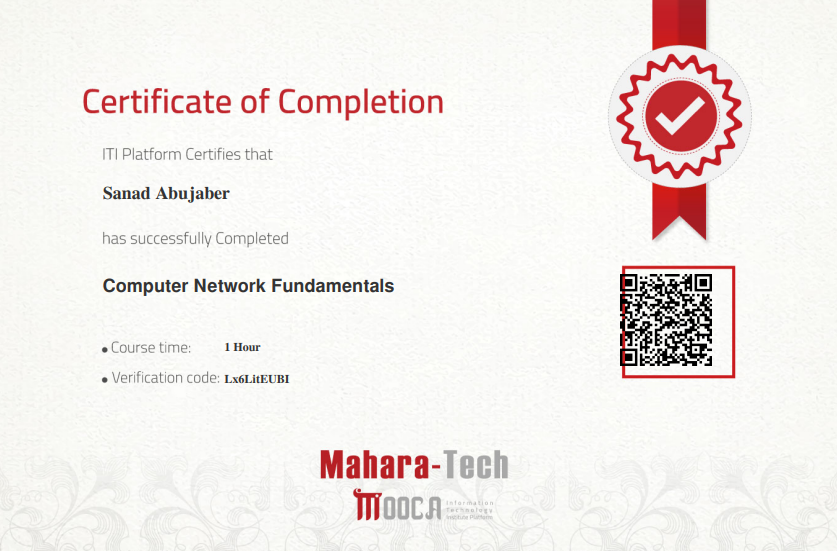 Certificate of Completion
ITI Platform Certifies that
Sanad Abujaber
has successfully Completed
Computer Network Fundamentals
Course time: 1 Hour
Verification code: Lx6LitEUBI
Mahara-Tech
MOOCA
Information
Technology
Institute Platform